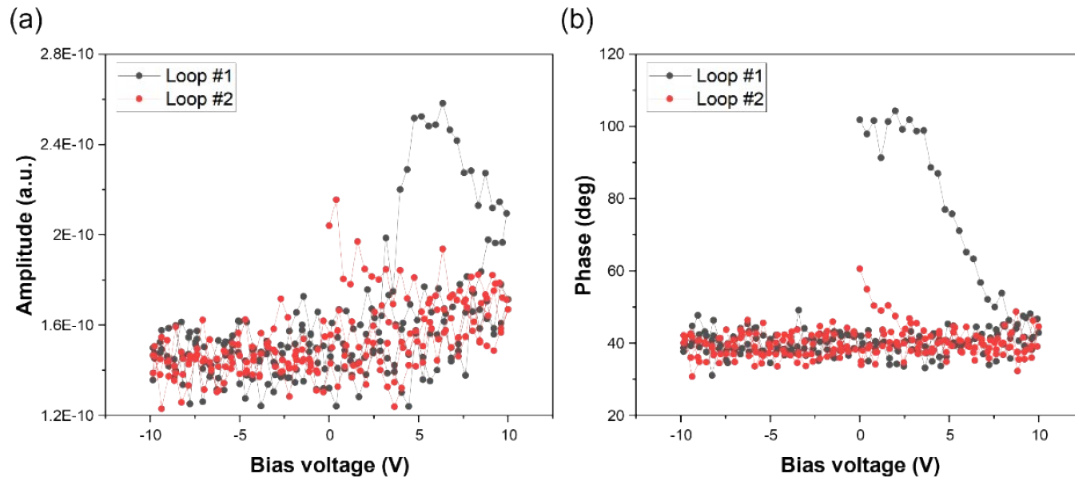 (a)
2.8E-10
2.4E-10
2E-10
1.6E-10
1.2E-10
Amplitude (a.u.)
Loop #1
Loop #2
-10 -5 0 5 10
Bias voltage (V)
(b)
120
100
80
60
40
20
Phase (deg)
Loop #1
Loop #2
-10 -5 0 5 10
Bias voltage (V)